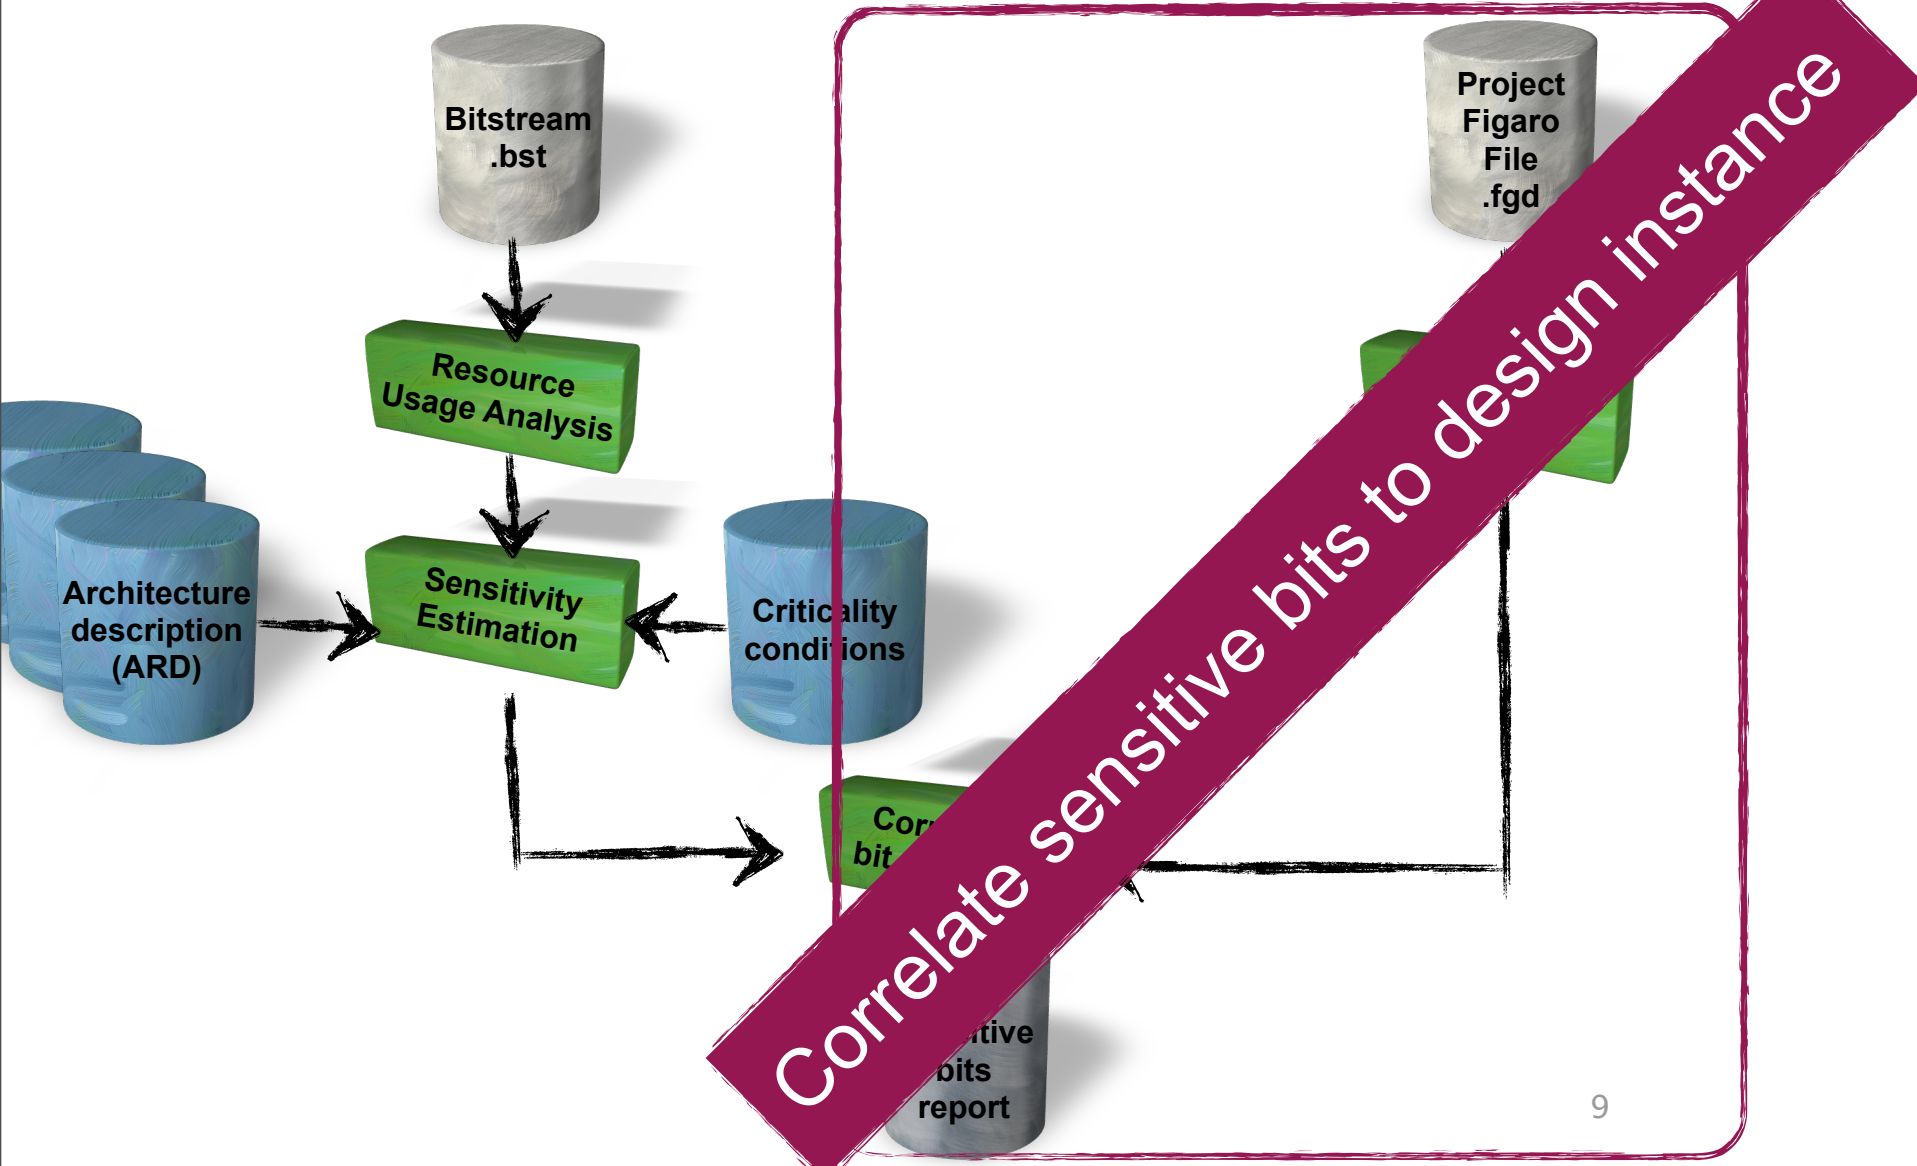 Bitstream
.bst
Project
Figaro
File
.fgd
Resource
Usage Analysis
Sensitivity
Estimation
Architecture
description
(ARD)
Criticality
conditions
bit
bits
report
Correlate sensitive bits to design instance
9